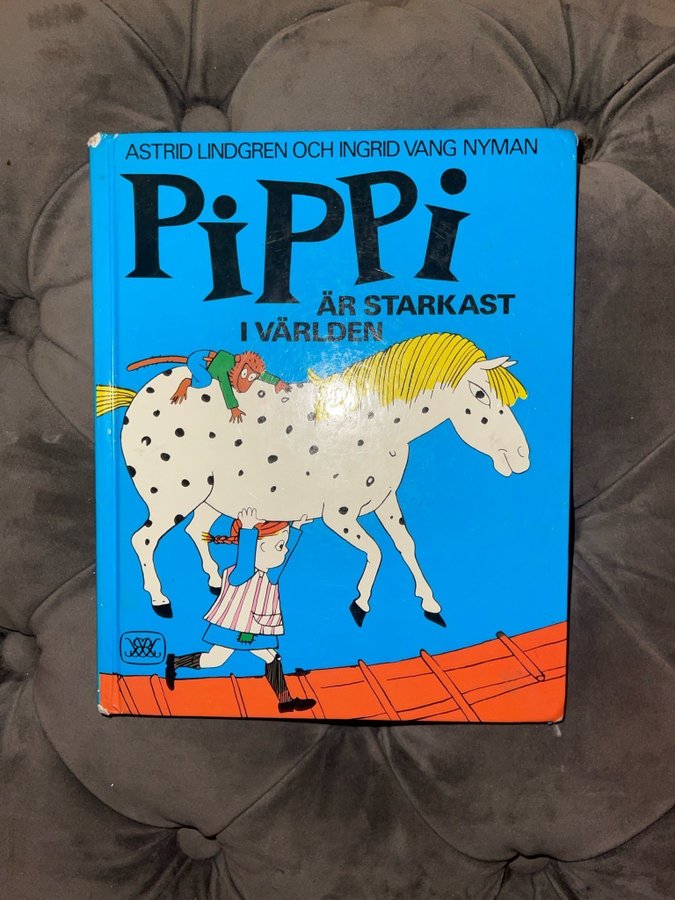 ASTRID LINDGREN OCH INGRID VANG NYMAN
PiPPi
ÄR STARKAST
I VÄRLDEN